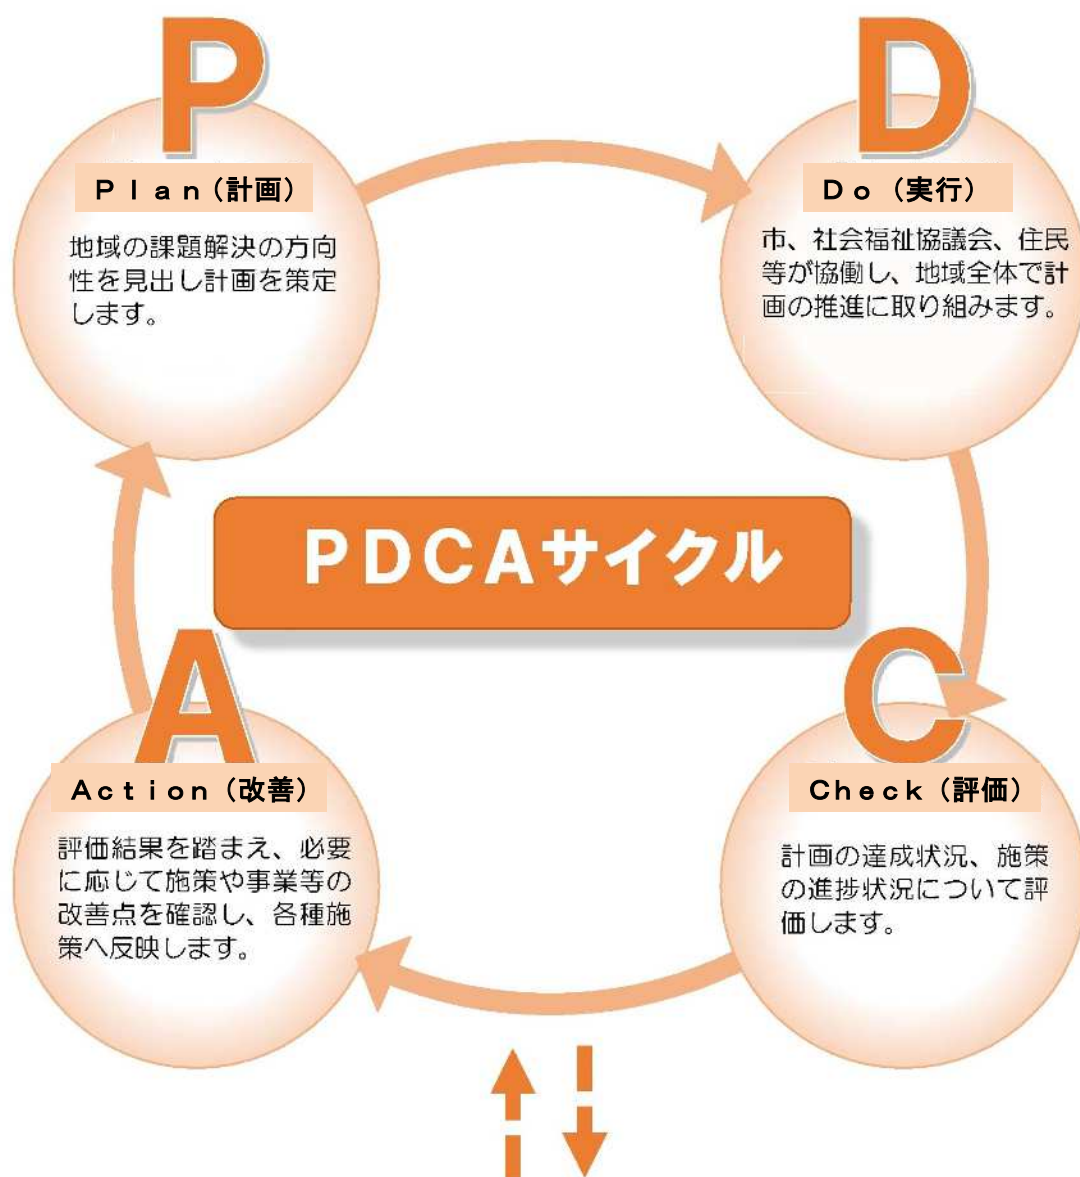 P
Plan(計画)
地域の課題解決の方向
性を見出し計画を策定
します。
D
Do (実行)
市、社会福祉協議会、住民
等が協働し、地域全体で計
画の推進に取り組みます。
PDCAサイクル
A
Action(改善)
評価結果を踏まえ、必要
に応じて施策や事業等の
改善点を確認し、各種施
策へ反映します。
C
Check(評価)
計画の達成状況、施策
の進捗状況について評
価します。